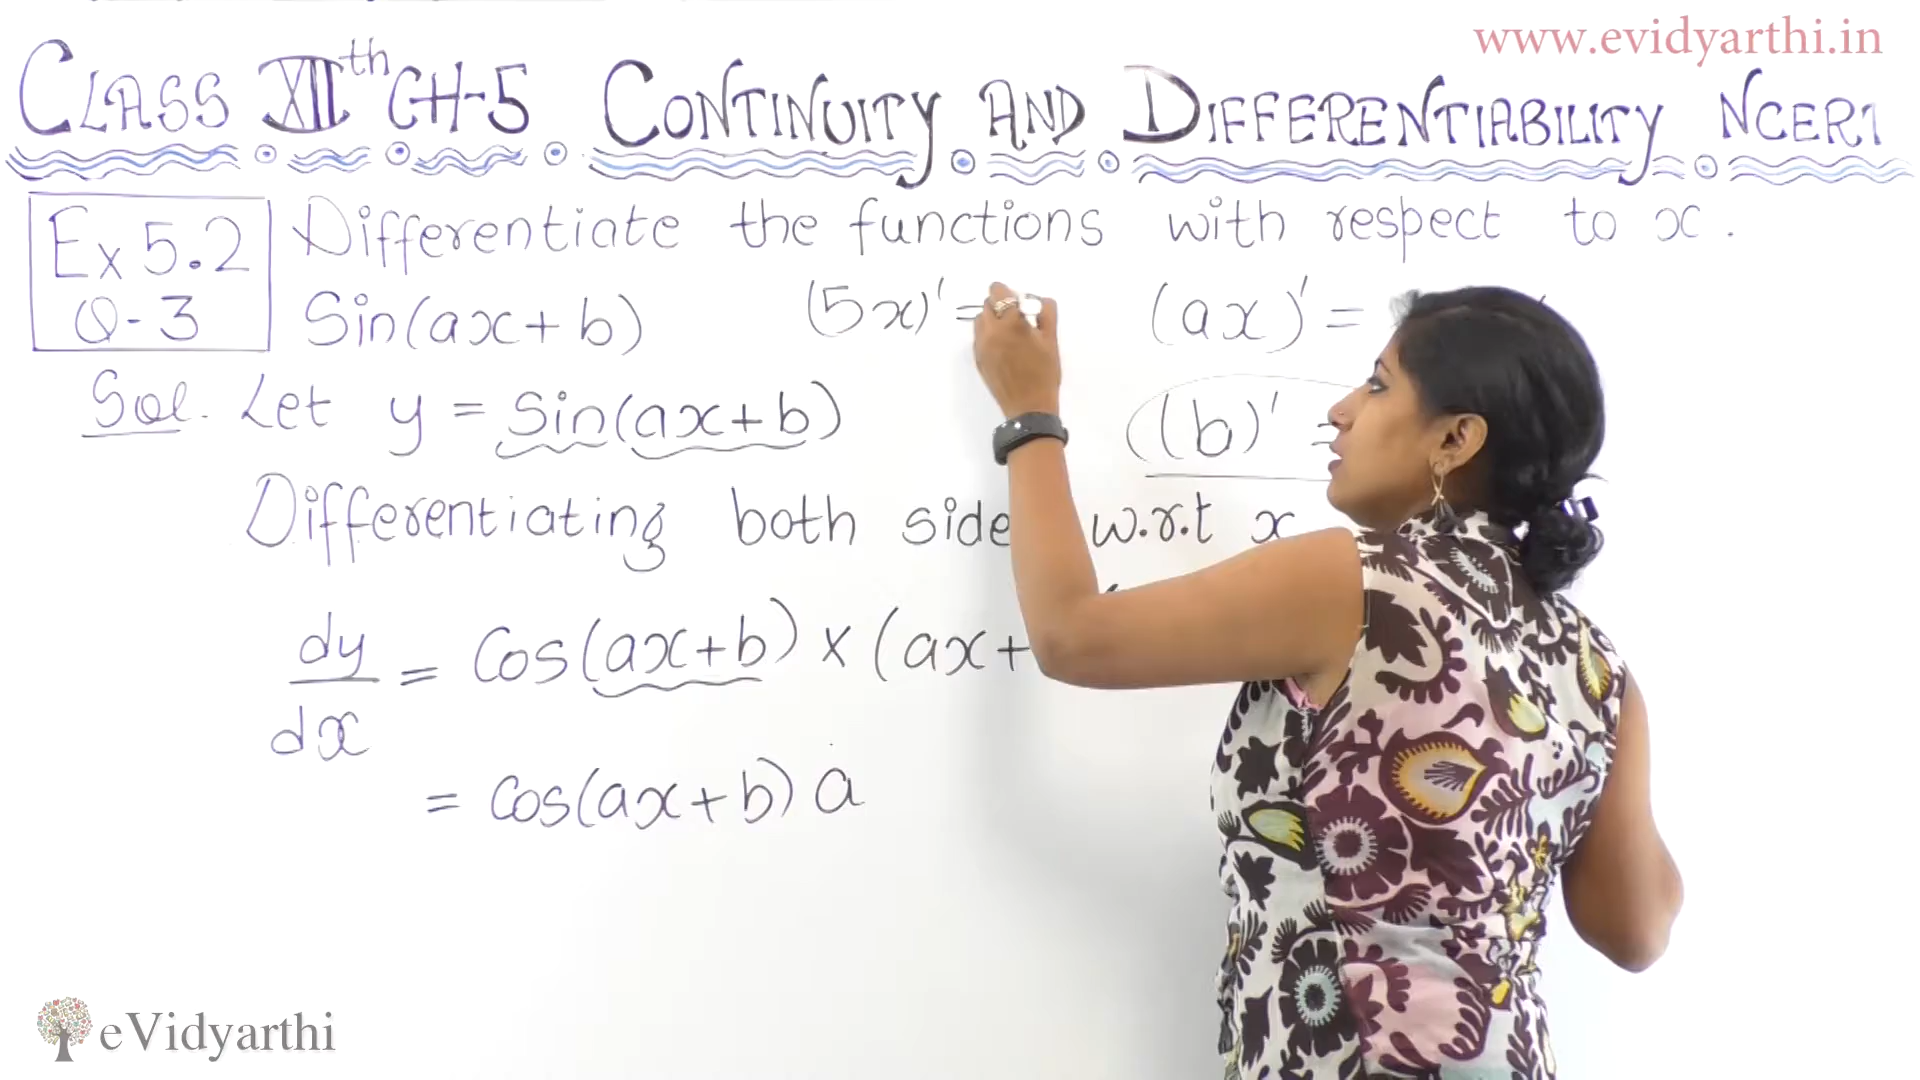 www.evidyarthi.in
CLASS XIIth CH-5 CONTINUITY AND DIFFERENTIABILITY NCERT
Ex 5.2 Differentiate the functions with respect to x.
Q-3 Sin(ax+b) (5x)' = (ax)' =
Sol. Let y = Sin(ax+b) (b)' =
Differentiating both side w.r.t x
dy/dx = Cos(ax+b) × (ax+
= Cos(ax+b) a
eVidyarthi